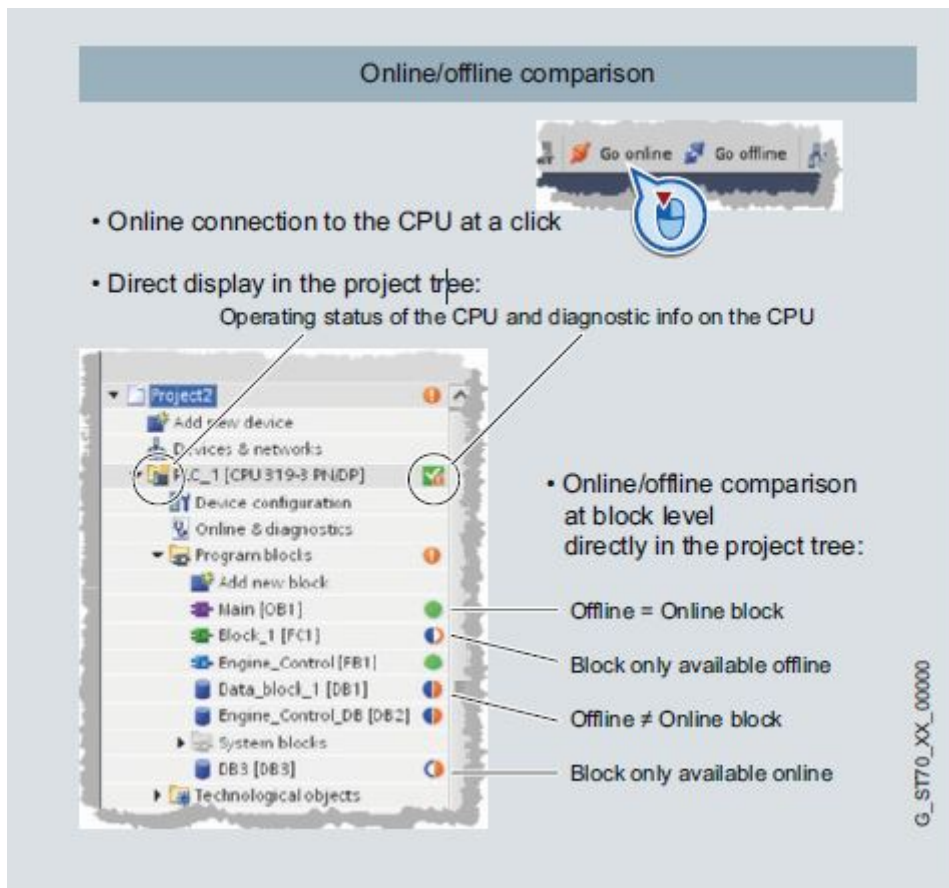 Online/offline comparison
Go online Go offline
• Online connection to the CPU at a click
• Direct display in the project tree:
Operating status of the CPU and diagnostic info on the CPU
Project2
Add new device
Devices & networks
PLC_1 [CPU 319-3 PN/DP]
Device configuration
Online & diagnostics
Program blocks
Add new block
Main [OB1]
Block_1 [FC1]
Engine_Control [FB1]
Data_block_1 [DB1]
Engine_Control_DB [DB2]
System blocks
DB3 [DB3]
Technological objects
• Online/offline comparison
at block level
directly in the project tree:
Offline = Online block
Block only available offline
Offline ≠ Online block
Block only available online
G_ST70_XX_00000